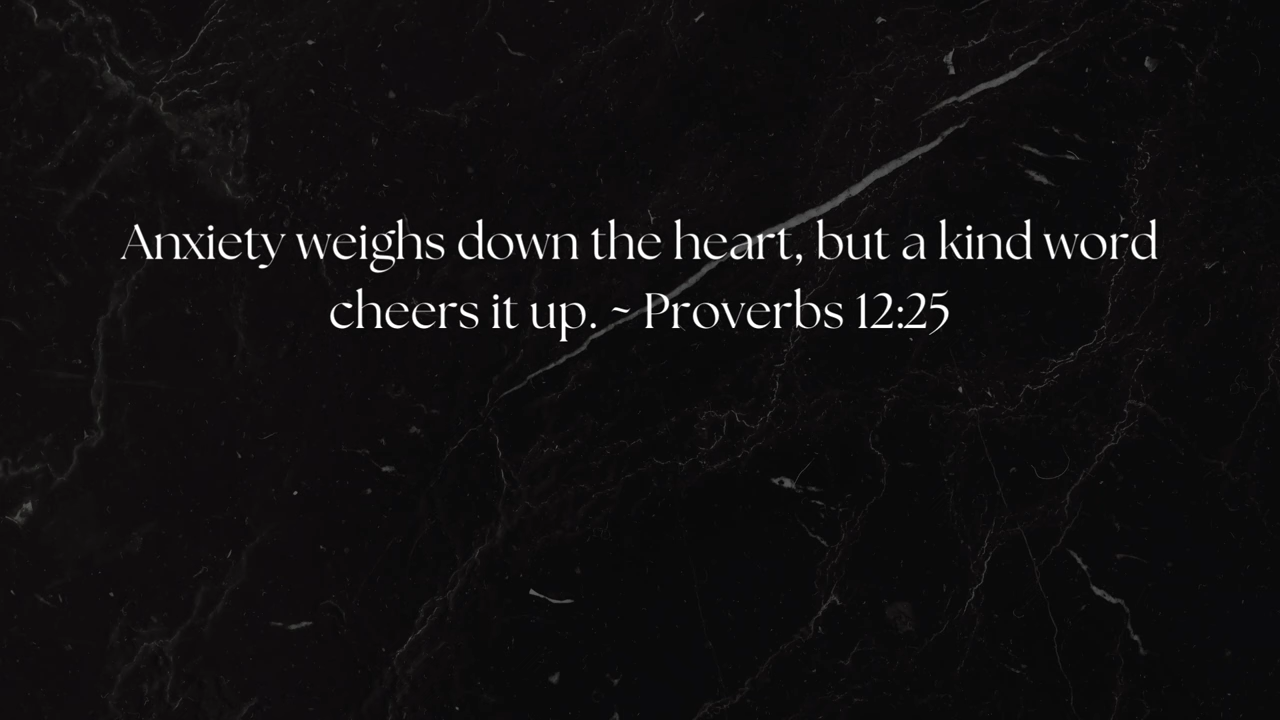 Anxiety weighs down the heart, but a kind word
cheers it up. ~ Proverbs 12:25